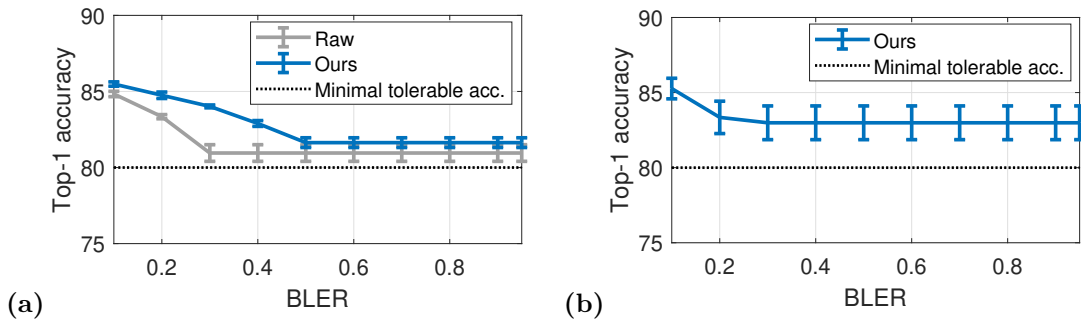 90
85
80
75
Top-1 accuracy
Raw
Ours
Minimal tolerable acc.
0.2
0.4
0.6
0.8
BLER
(a)
90
85
80
75
Top-1 accuracy
Ours
Minimal tolerable acc.
0.2
0.4
0.6
0.8
BLER
(b)